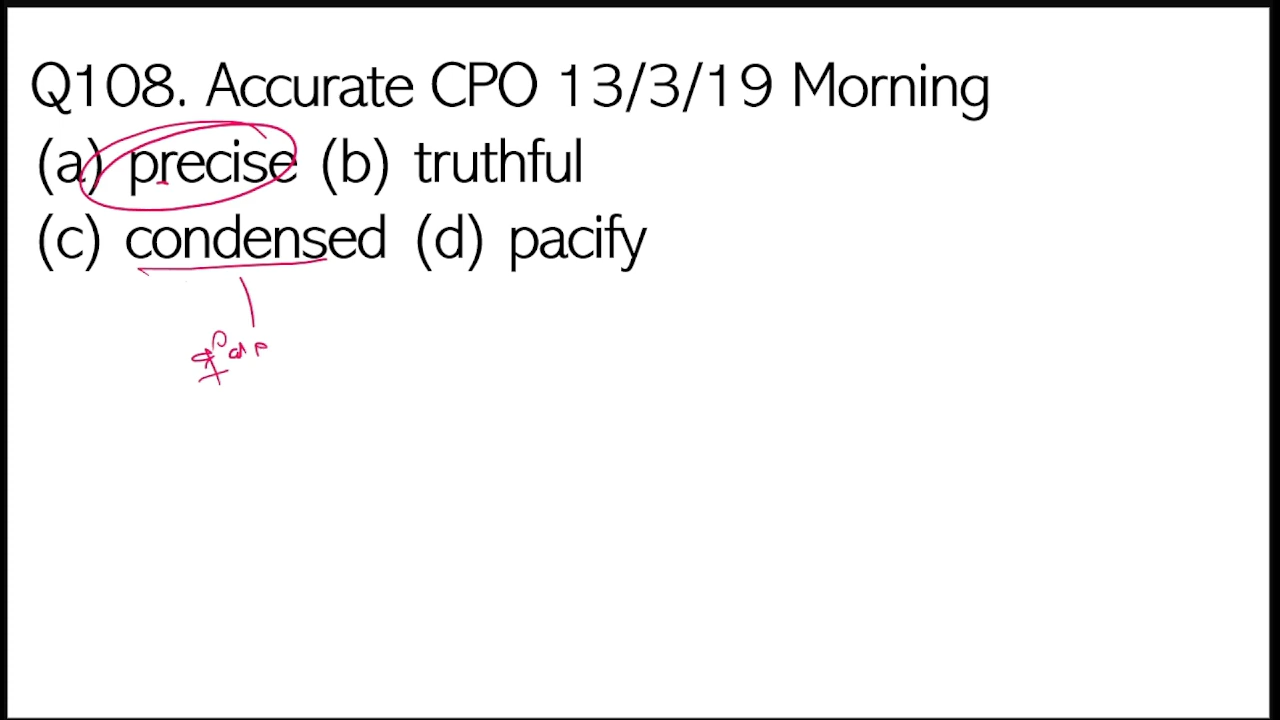 Q108. Accurate CPO 13/3/19 Morning
(a) precise (b) truthful
(c) condensed (d) pacify